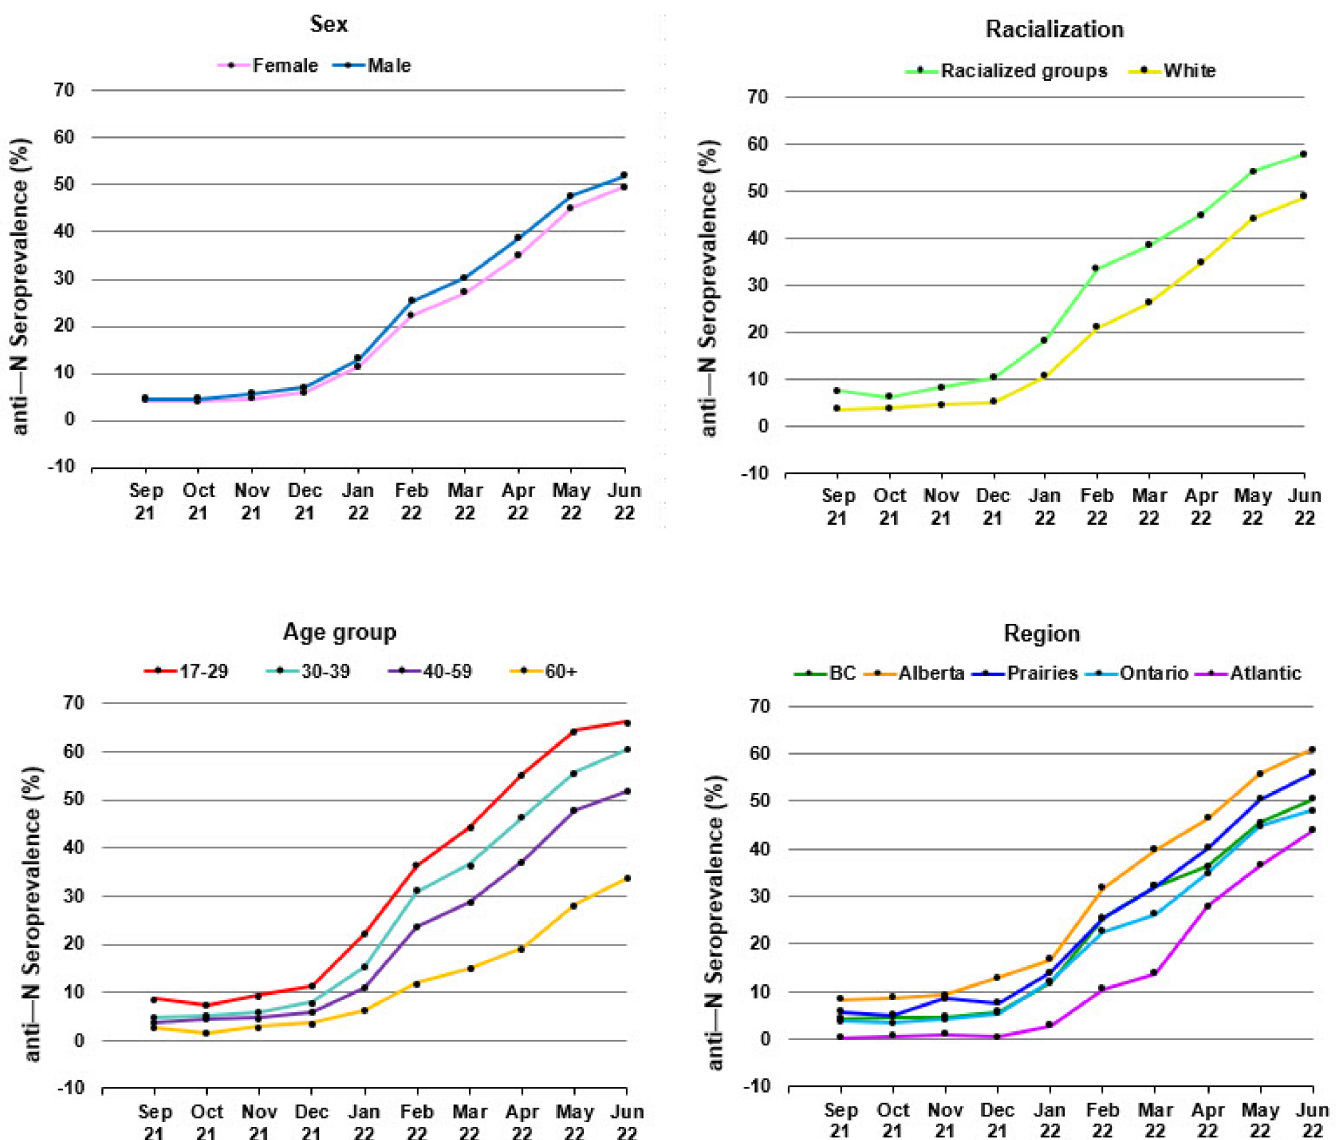 Sex
Female Male
anti—N Seroprevalence (%)
70
60
50
40
30
20
10
0
-10
Sep Oct Nov Dec Jan Feb Mar Apr May Jun
21 21 21 21 22 22 22 22 22 22
Racialization
Racialized groups White
anti—N Seroprevalence (%)
70
60
50
40
30
20
10
0
-10
Sep Oct Nov Dec Jan Feb Mar Apr May Jun
21 21 21 21 22 22 22 22 22 22
Age group
17-29 30-39 40-59 60+
anti—N Seroprevalence (%)
70
60
50
40
30
20
10
0
-10
Sep Oct Nov Dec Jan Feb Mar Apr May Jun
21 21 21 21 22 22 22 22 22 22
Region
BC Alberta Prairies Ontario Atlantic
anti—N Seroprevalence (%)
70
60
50
40
30
20
10
0
-10
Sep Oct Nov Dec Jan Feb Mar Apr May Jun
21 21 21 21 22 22 22 22 22 22